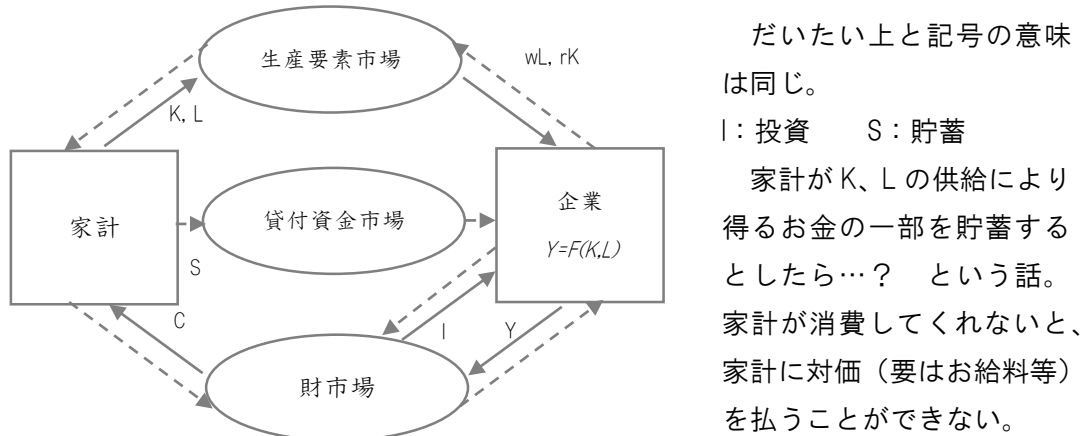 生産要素市場
wL, rK
K, L
家計
貸付資金市場
企業
Y=F(K,L)
S
C
I
Y
財市場
だいたい上と記号の意味
は同じ。
I：投資　　S：貯蓄
家計がK、Lの供給により
得るお金の一部を貯蓄する
としたら…？　という話。
家計が消費してくれないと、
家計に対価（要はお給料等）
を払うことができない。